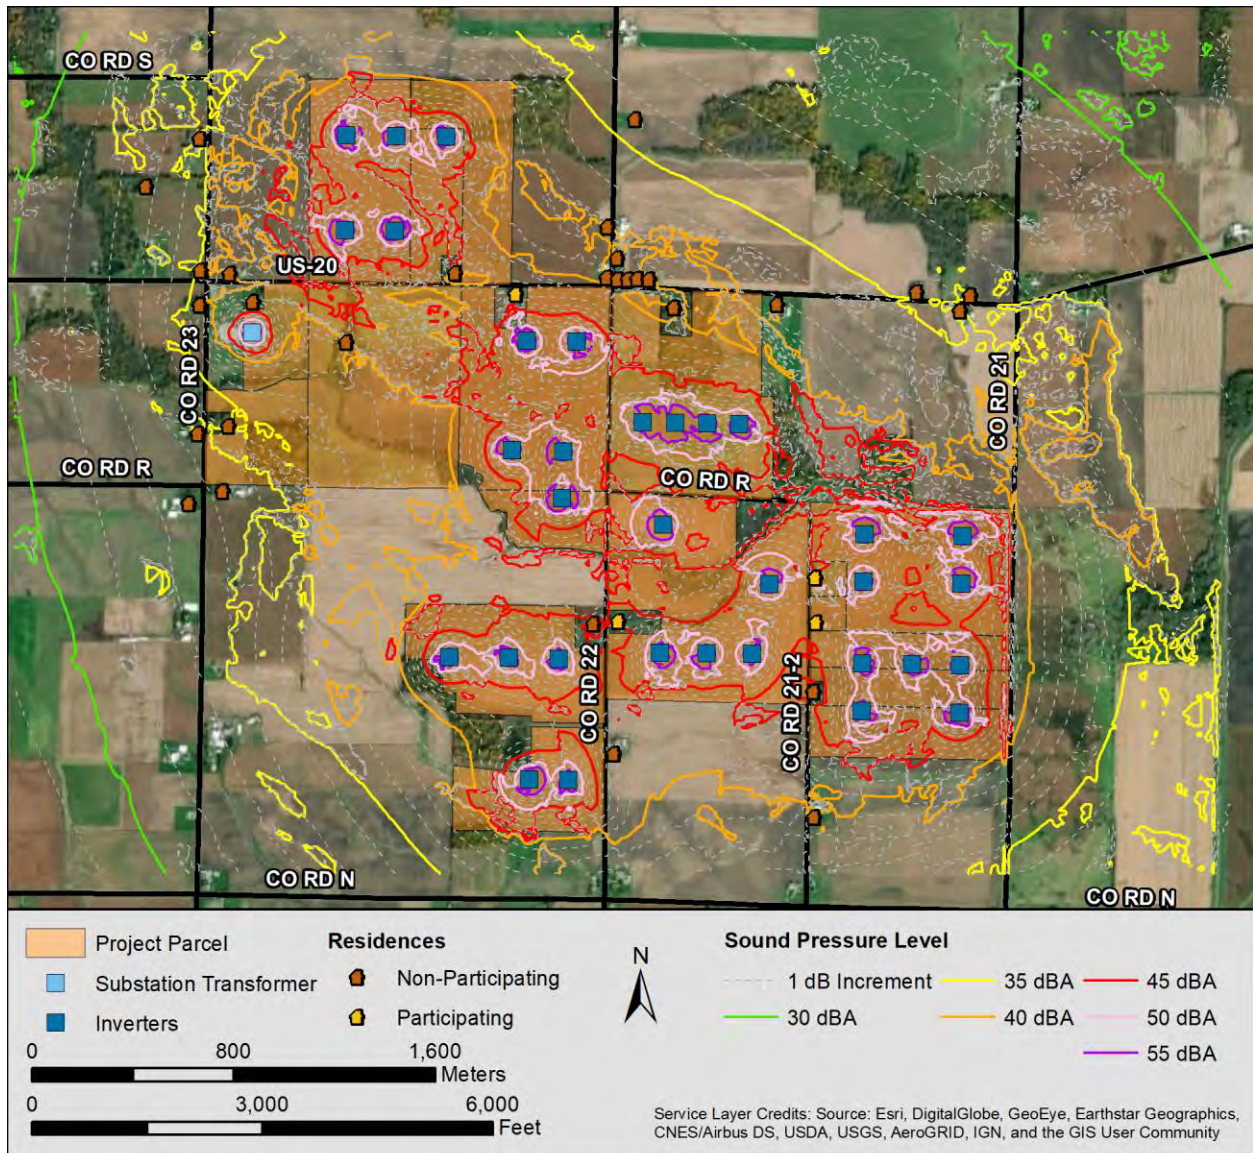 CO RD S
US-20
CO RD 23
CO RD 21
CO RD R
CO RD R
CO RD 22
CO RD 21-2
CO RD N
CO RD N
Project Parcel
Substation Transformer
Inverters
0 800 1,600
Meters
0 3,000 6,000
Feet
Residences
Non-Participating
Participating
N
Sound Pressure Level
1 dB Increment
30 dBA
35 dBA
40 dBA
45 dBA
50 dBA
55 dBA
Service Layer Credits: Source: Esri, DigitalGlobe, GeoEye, Earthstar Geographics,
CNES/Airbus DS, USDA, USGS, AeroGRID, IGN, and the GIS User Community